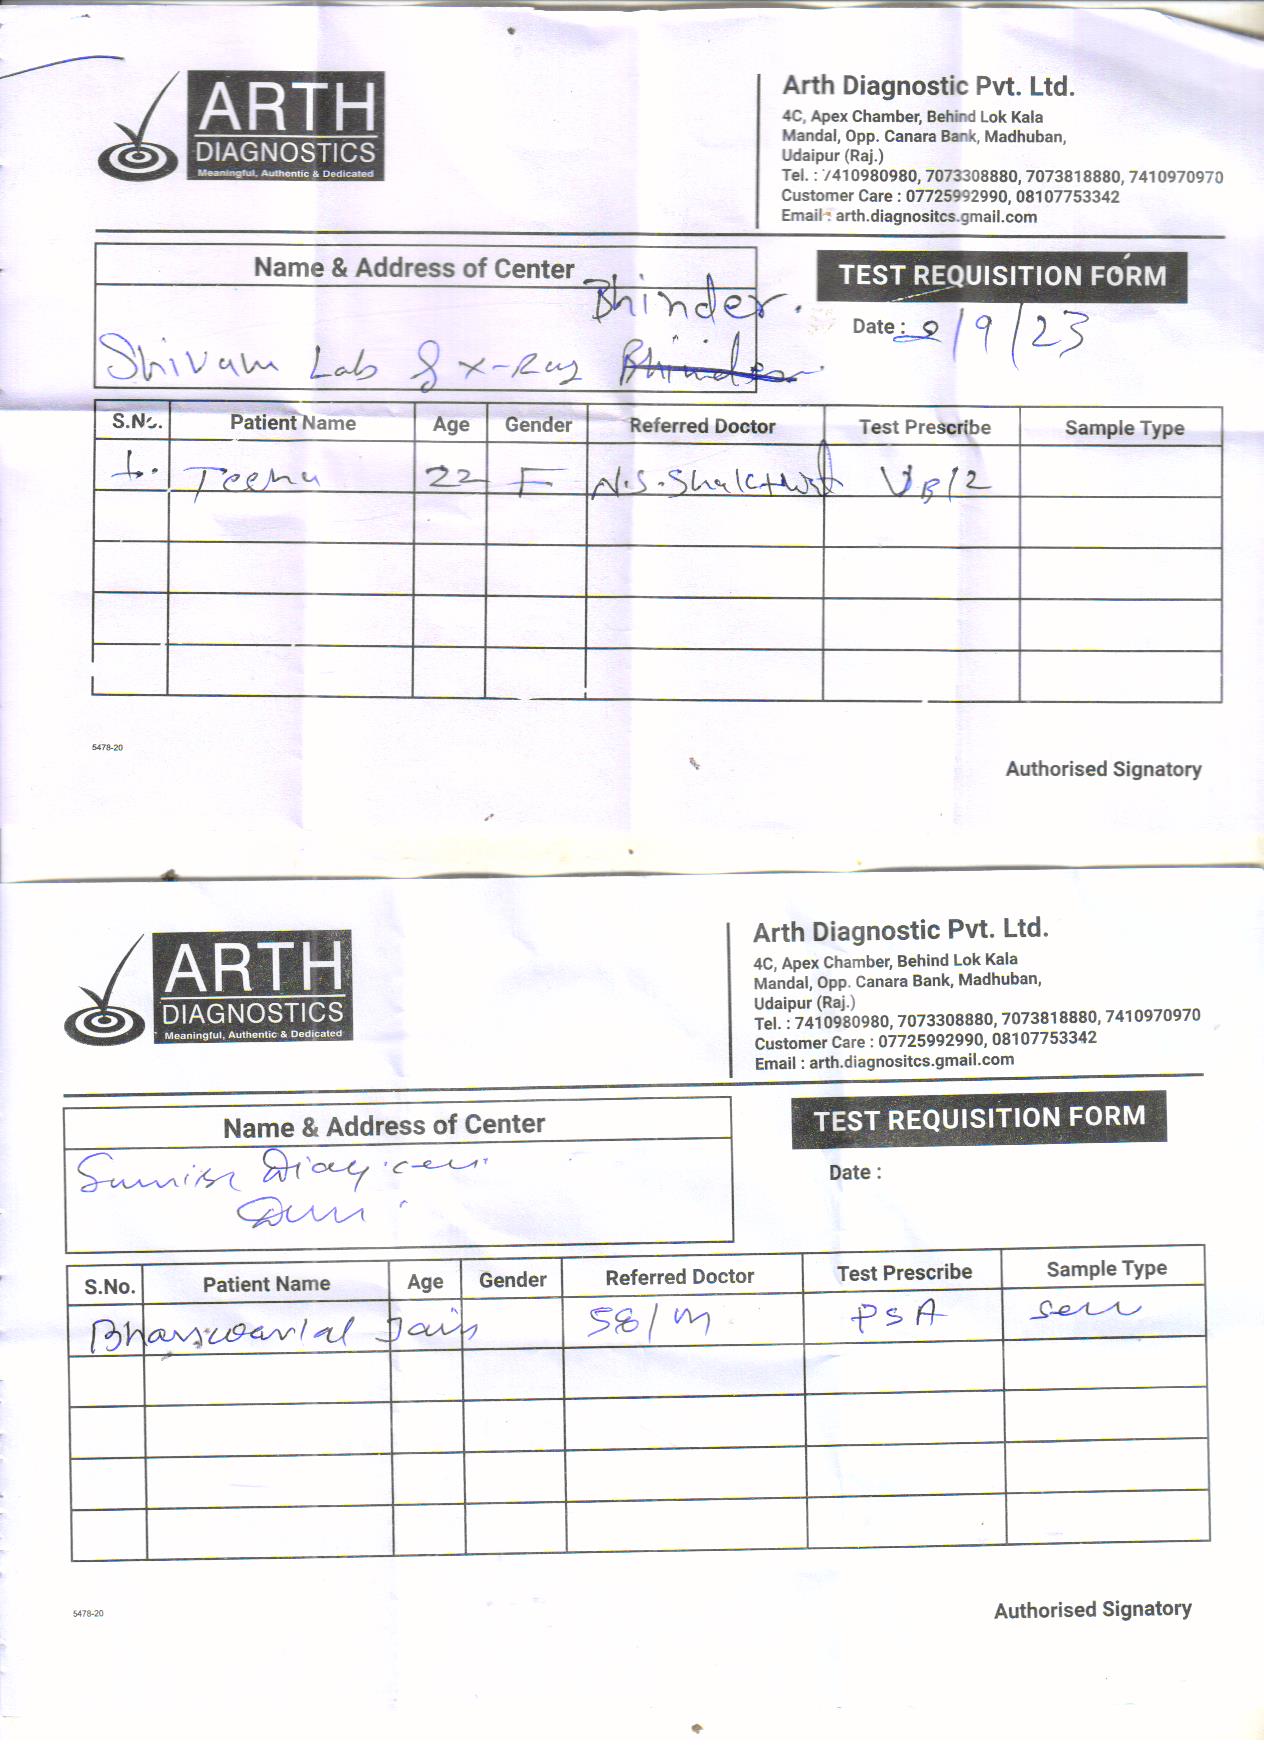 ARTH
DIAGNOSTICS
Meaningful, Authentic & Dedicated
Arth Diagnostic Pvt. Ltd.
4C, Apex Chamber, Behind Lok Kala
Mandal, Opp. Canara Bank, Madhuban,
Udaipur (Raj.)
Tel. : 7410980980, 7073308880, 7073818880, 7410970970
Customer Care : 07725992990, 08107753342
Email : arth.diagnositcs.gmail.com
Name & Address of Center
TEST REQUISITION FORM
Bhinder.
Date : /9/23
Shivam Lab & X-Ray
S.No. Patient Name Age Gender Referred Doctor Test Prescribe Sample Type
1. Teena 22 F N.S. VB12
5478-20
Authorised Signatory
ARTH
DIAGNOSTICS
Meaningful, Authentic & Dedicated
Arth Diagnostic Pvt. Ltd.
4C, Apex Chamber, Behind Lok Kala
Mandal, Opp. Canara Bank, Madhuban,
Udaipur (Raj.)
Tel. : 7410980980, 7073308880, 7073818880, 7410970970
Customer Care : 07725992990, 08107753342
Email : arth.diagnositcs.gmail.com
Name & Address of Center
TEST REQUISITION FORM
Date :
S.No. Patient Name Age Gender Referred Doctor Test Prescribe Sample Type
Jain 58/M PSA
5478-20
Authorised Signatory